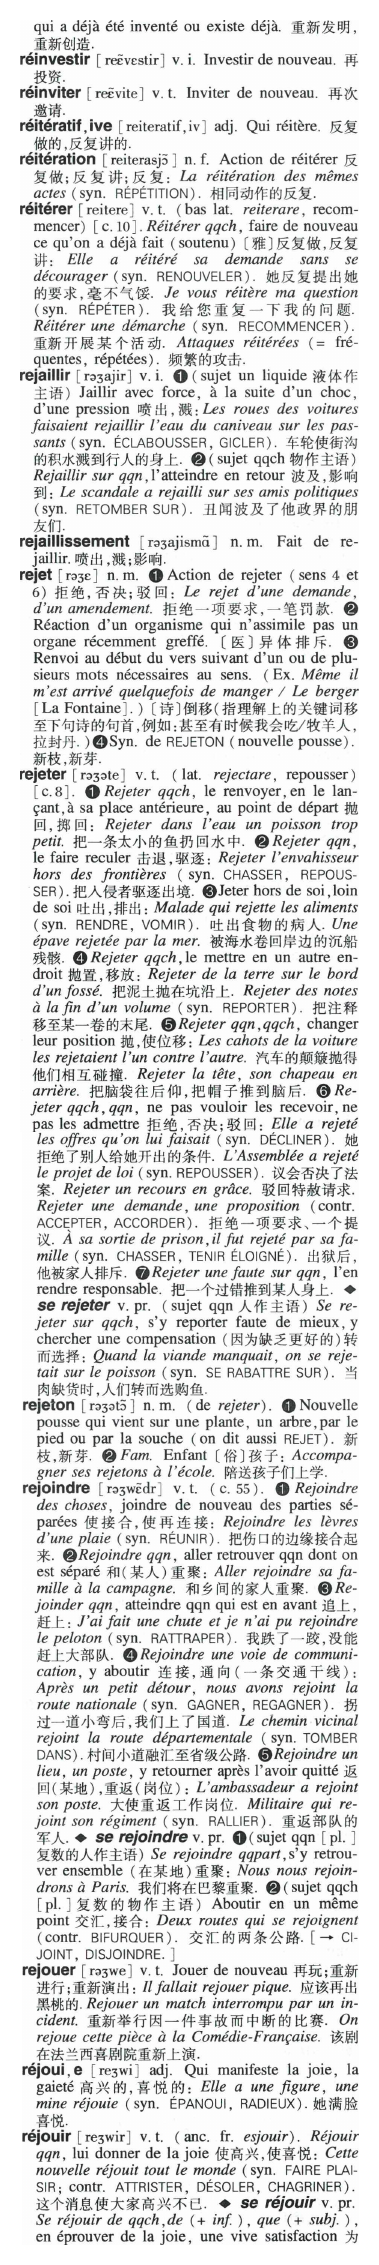 qui a déjà été inventé ou existe déjà. 重新发明,
重新创造.
réinvestir [reɛ̃vɛstir] v. i. Investir de nouveau. 再
投资.
réinviter [reɛ̃vite] v. t. Inviter de nouveau. 再次
邀请.
réitératif,ive [reiteratif,iv] adj. Qui réitère. 反复
做的,反复讲的.
réitération [reiterasjɔ̃] n. f. Action de réitérer 反
复做;反复讲;反复: La réitération des mêmes
actes (syn. RÉPÉTITION). 相同动作的反复.
réitérer [reitere] v. t. (bas lat. reiterare, recom-
mencer) [c. 10]. Réitérer qqch, faire de nouveau
ce qu'on a déjà fait (soutenu) [雅]反复做,反复
讲: Elle a réitéré sa demande sans se
décourager (syn. RENOUVELER). 她反复提出她
的要求,毫不气馁. Je vous réitère ma question
(syn. RÉPÉTER). 我给您重复一下我的问题.
Réitérer une démarche (syn. RECOMMENCER).
重新开展某个活动. Attaques réitérées (= fré-
quentes, répétées). 频繁的攻击.
rejaillir [rəʒajir] v. i. ❶(sujet un liquide 液体作
主语) Jaillir avec force, à la suite d'un choc,
d'une pression 喷出,溅: Les roues des voitures
faisaient rejaillir l'eau du caniveau sur les pas-
sants (syn. ÉCLABOUSSER, GICLER). 车轮使街沟
的积水溅到行人的身上. ❷(sujet qqch 物作主语)
Rejaillir sur qqn,l'atteindre en retour 波及,影响
到: Le scandale a rejailli sur ses amis politiques
(syn. RETOMBER SUR). 丑闻波及了他政界的朋
友们.
rejaillissement [rəʒajismɑ̃] n. m. Fait de re-
jaillir. 喷出,溅;影响.
rejet [rəʒɛ] n. m. ❶Action de rejeter (sens 4 et
6) 拒绝,否决;驳回: Le rejet d'une demande,
d'un amendement. 拒绝一项要求,一笔罚款. ❷
Réaction d'un organisme qui n'assimile pas un
organe récemment greffé. [医]异体排斥. ❸
Renvoi au début du vers suivant d'un ou de plu-
sieurs mots nécessaires au sens. (Ex. Même il
m'est arrivé quelquefois de manger / Le berger
[La Fontaine].) [诗]倒移(指理解上的关键词移
至下句诗的句首,例如:甚至有时候我会吃/牧羊人,
拉封丹.)❹Syn. de REJETON (nouvelle pousse).
新枝,新芽.
rejeter [rəʒəte] v. t. (lat. rejectare, repousser)
[c. 8]. ❶Rejeter qqch, le renvoyer,en le lan-
çant,à sa place antérieure, au point de départ 抛
回,掷回: Rejeter dans l'eau un poisson trop
petit. 把一条太小的鱼扔回水中. ❷Rejeter qqn,
le faire reculer 击退,驱逐: Rejeter l'envahisseur
hors des frontières (syn. CHASSER, REPOUS-
SER). 把人侵者驱逐出境. ❸Jeter hors de soi,loin
de soi 吐出,排出: Malade qui rejette les aliments
(syn. RENDRE, VOMIR). 吐出食物的病人. Une
épave rejetée par la mer. 被海水卷回岸边的沉船
残骸. ❹Rejeter qqch,le mettre en un autre en-
droit 抛置,移放: Rejeter de la terre sur le bord
d'un fossé. 把泥土抛在坑沿上. Rejeter des notes
à la fin d'un volume (syn. REPORTER). 把注释
移至某一卷的末尾. ❺Rejeter qqn,qqch, changer
leur position 抛,使位移: Les cahots de la voiture
les rejetaient l'un contre l'autre. 汽车的颠簸抛得
他们相互碰撞. Rejeter la tête, son chapeau en
arrière. 把脑袋往后仰,把帽子推到脑后. ❻Re-
jeter qqch,qqn, ne pas vouloir les recevoir,ne
pas les admettre 拒绝,否决;驳回: Elle a rejeté
les offres qu'on lui faisait (syn. DÉCLINER). 她
拒绝了别人给她开出的条件. L'Assemblée a rejeté
le projet de loi (syn. REPOUSSER). 议会否决了法
案. Rejeter un recours en grâce. 驳回特赦请求.
Rejeter une demande, une proposition (contr.
ACCEPTER, ACCORDER). 拒绝一项要求、一个提
议. À sa sortie de prison,il fut rejeté par sa fa-
mille (syn. CHASSER, TENIR ÉLOIGNÉ). 出狱后,
他被家人排斥. ❼Rejeter une faute sur qqn, l'en
rendre responsable. 把一个过错推到某人身上. ◆
se rejeter v. pr. (sujet qqn 人作主语) Se re-
jeter sur qqch, s'y reporter faute de mieux, y
chercher une compensation (因为缺乏更好的)转
而选择: Quand la viande manquait, on se reje-
tait sur le poisson (syn. SE RABATTRE SUR). 当
肉缺货时,人们转而选购鱼.
rejeton [rəʒətɔ̃] n. m. (de rejeter). ❶Nouvelle
pousse qui vient sur une plante, un arbre,par le
pied ou par la souche (on dit aussi REJET). 新
枝,新芽. ❷Fam. Enfant [俗]孩子: Accompa-
gner ses rejetons à l'école. 陪送孩子们上学.
rejoindre [rəʒwɛ̃dr] v. t. (c. 55). ❶ Rejoindre
des choses, joindre de nouveau des parties sé-
parées 使接合,使再连接: Rejoindre les lèvres
d'une plaie (syn. RÉUNIR). 把伤口的边缘接合起
来. ❷Rejoindre qqn, aller retrouver qqn dont on
est séparé 和(某人)重聚: Aller rejoindre sa fa-
mille à la campagne. 和乡间的家人重聚. ❸Re-
joinder qqn, atteindre qqn qui est en avant 追上,
赶上: J'ai fait une chute et je n'ai pu rejoindre
le peloton (syn. RATTRAPER). 我跌了一跤,没能
赶上大部队. ❹Rejoindre une voie de communi-
cation, y aboutir 连接,通向(一条交通干线):
Après un petit détour, nous avons rejoint la
route nationale (syn. GAGNER, REGAGNER). 拐
过一道小弯后,我们上了国道. Le chemin vicinal
rejoint la route départementale (syn. TOMBER
DANS). 村间小道融汇至省级公路. ❺Rejoindre un
lieu, un poste, y retourner après l'avoir quitté 返
回(某地),重返(岗位): L'ambassadeur a rejoint
son poste. 大使重返工作岗位. Militaire qui re-
joint son régiment (syn. RALLIER). 重返部队的
军人. ◆ se rejoindre v. pr. ❶(sujet qqn [pl.]
复数的人作主语) Se rejoindre qqpart,s'y retrou-
ver ensemble (在某地)重聚: Nous nous rejoin-
drons à Paris. 我们将在巴黎重聚. ❷(sujet qqch
[pl.]复数的物作主语) Aboutir en un même
point 交汇,接合: Deux routes qui se rejoignent
(contr. BIFURQUER). 交汇的两条公路. [→ CI-
JOINT, DISJOINDRE.]
rejouer [rəʒwe] v. t. Jouer de nouveau 再玩;重新
进行;重新演出: Il fallait rejouer pique. 应该再出
黑桃的. Rejouer un match interrompu par un in-
cident. 重新举行因一件事故而中断的比赛. On
rejoue cette pièce à la Comédie-Française. 该剧
在法兰西喜剧院重新上演.
réjoui,e [reʒwi] adj. Qui manifeste la joie, la
gaieté 高兴的,喜悦的: Elle a une figure, une
mine réjouie (syn. ÉPANOUI, RADIEUX). 她满脸
喜悦.
réjouir [reʒwir] v. t. (anc. fr. esjouir). Réjouir
qqn, lui donner de la joie 使高兴,使喜悦: Cette
nouvelle réjouit tout le monde (syn. FAIRE PLAI-
SIR; contr. ATTRISTER, DÉSOLER, CHAGRINER).
这个消息使大家高兴不已. ◆ se réjouir v. pr.
Se réjouir de qqch,de (+ inf.), que (+ subj.),
en éprouver de la joie, une vive satisfaction 为